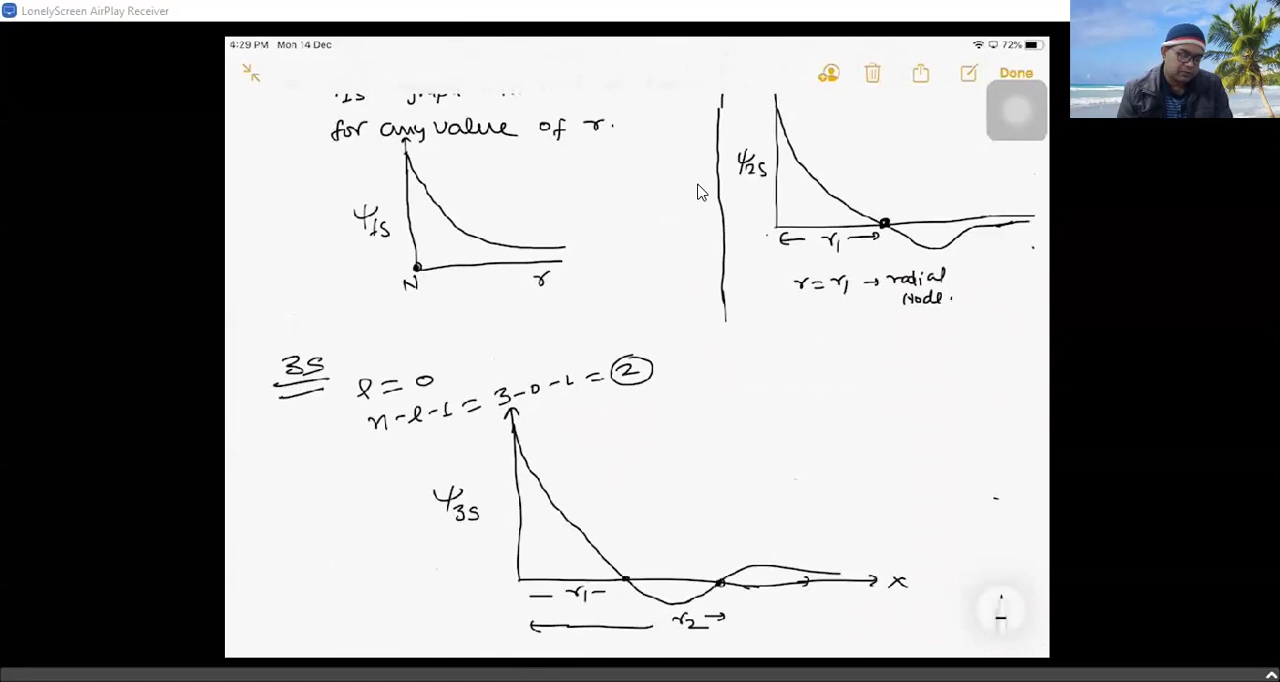 LonelyScreen AirPlay Receiver
4:29 PM Mon 14 Dec
72%
Done
for any value of r.
ψ1s
N
r
ψ2s
r1
r = r1 → radial
Node.
3S
l = 0
n - l - 1 = 3 - 0 - 1 = 2
ψ3s
r1
r2
x